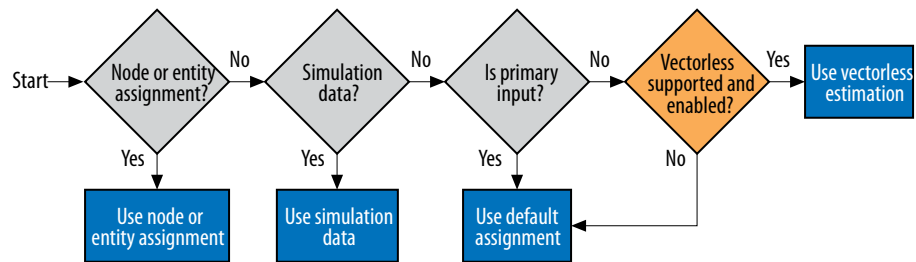 Start
Node or entity
assignment?
No
Simulation
data?
No
Is primary
input?
No
Vectorless
supported and
enabled?
Yes
Use vectorless
estimation
Yes
Yes
Yes
No
Use node or
entity assignment
Use simulation
data
Use default
assignment